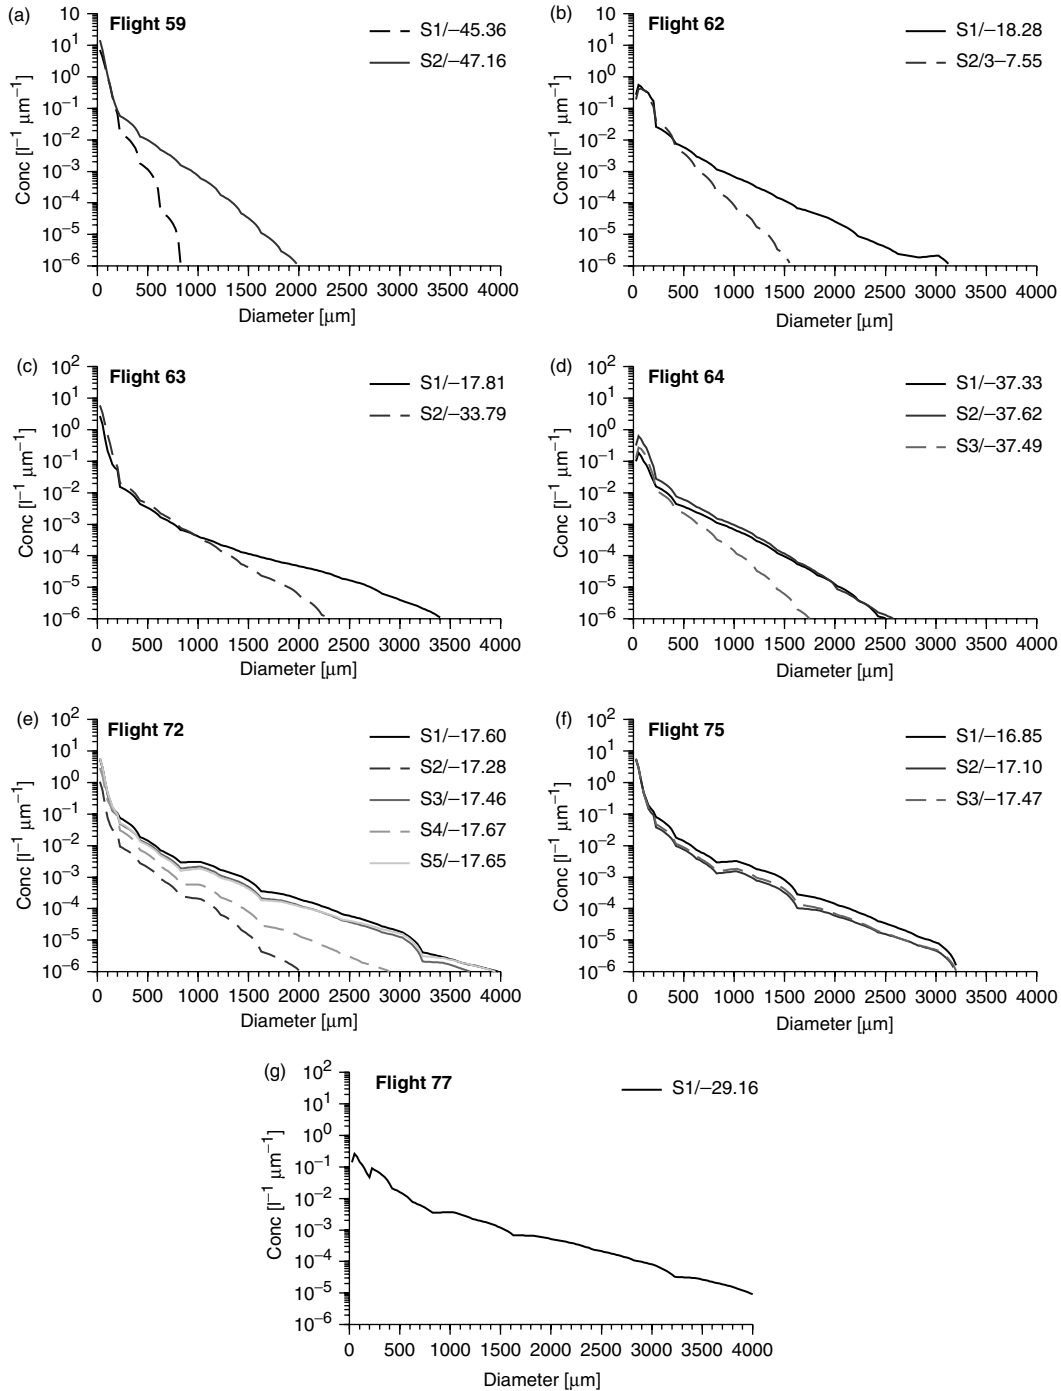 (a)
Flight 59
S1/−45.36
S2/−47.16
10
10¹
10⁰
10⁻¹
10⁻²
10⁻³
10⁻⁴
10⁻⁵
10⁻⁶
Conc [l⁻¹ μm⁻¹]
0 500 1000 1500 2000 2500 3000 3500 4000
Diameter [μm]
(b)
Flight 62
S1/−18.28
S2/3−7.55
10²
10¹
10⁰
10⁻¹
10⁻²
10⁻³
10⁻⁴
10⁻⁵
10⁻⁶
Conc [l⁻¹ μm⁻¹]
0 500 1000 1500 2000 2500 3000 3500 4000
Diameter [μm]
(c)
Flight 63
S1/−17.81
S2/−33.79
10²
10¹
10⁰
10⁻¹
10⁻²
10⁻³
10⁻⁴
10⁻⁵
10⁻⁶
Conc [l⁻¹ μm⁻¹]
0 500 1000 1500 2000 2500 3000 3500 4000
Diameter [μm]
(d)
Flight 64
S1/−37.33
S2/−37.62
S3/−37.49
10²
10¹
10⁰
10⁻¹
10⁻²
10⁻³
10⁻⁴
10⁻⁵
10⁻⁶
Conc [l⁻¹ μm⁻¹]
0 500 1000 1500 2000 2500 3000 3500 4000
Diameter [μm]
(e)
Flight 72
S1/−17.60
S2/−17.28
S3/−17.46
S4/−17.67
S5/−17.65
10²
10¹
10⁰
10⁻¹
10⁻²
10⁻³
10⁻⁴
10⁻⁵
10⁻⁶
Conc [l⁻¹ μm⁻¹]
0 500 1000 1500 2000 2500 3000 3500 4000
Diameter [μm]
(f)
Flight 75
S1/−16.85
S2/−17.10
S3/−17.47
10²
10¹
10⁰
10⁻¹
10⁻²
10⁻³
10⁻⁴
10⁻⁵
10⁻⁶
Conc [l⁻¹ μm⁻¹]
0 500 1000 1500 2000 2500 3000 3500 4000
Diameter [μm]
(g)
Flight 77
S1/−29.16
10²
10¹
10⁰
10⁻¹
10⁻²
10⁻³
10⁻⁴
10⁻⁵
10⁻⁶
Conc [l⁻¹ μm⁻¹]
0 500 1000 1500 2000 2500 3000 3500 4000
Diameter [μm]